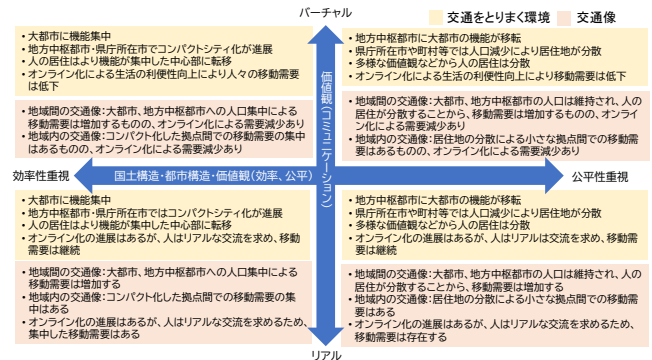 バーチャル
交通をとりまく環境
交通像
• 大都市に機能集中
• 地方中枢都市・県庁所在市でコンパクトシティ化が進展
• 人の居住はより機能が集中した中心部に転移
• オンライン化による生活の利便性向上により人々の移動需要
は低下
• 地域間の交通像：大都市、地方中枢都市への人口集中による
移動需要は増加するものの、オンライン化による需要減少あり
• 地域内の交通像：コンパクト化した拠点間での移動需要の集中
はあるものの、オンライン化による需要減少あり
• 地方中枢都市に大都市の機能が移転
• 県庁所在市や町村等では人口減少により居住地が分散
• 多様な価値観などから人の居住は分散
• オンライン化による生活の利便性向上により移動需要は低下
• 地域間の交通像：大都市、地方中枢都市の人口は維持され、人の
居住が分散することから、移動需要は増加するものの、オンライ
ン化による需要減少あり
• 地域内の交通像：居住地の分散による小さな拠点間での移動需
要はあるものの、オンライン化による需要減少あり
価値観（コミュニケーション）
効率性重視
国土構造・都市構造・価値観（効率、公平）
公平性重視
• 大都市に機能集中
• 地方中枢都市・県庁所在市ではコンパクトシティ化が進展
• 人の居住はより機能が集中した中心部に転移
• オンライン化の進展はあるが、人はリアルな交流を求め、移動
需要は継続
• 地域間の交通像：大都市、地方中枢都市への人口集中による
移動需要は増加する
• 地域内の交通像：コンパクト化した拠点間での移動需要の集
中はある
• オンライン化の進展はあるが、人はリアルな交流を求めるため、
集中した移動需要はある
• 地方中枢都市に大都市の機能が移転
• 県庁所在市や町村等では人口減少により居住地が分散
• 多様な価値観などから人の居住は分散
• オンライン化の進展はあるが、人はリアルは交流を求め、移動需
要は継続
• 地域間の交通像：大都市、地方中枢都市の人口は維持され、人の
居住が分散することから、移動需要は増加する
• 地域内の交通像：居住地の分散による小さな拠点間での移動需
要はある
• オンライン化の進展はあるが、人はリアルな交流を求めるため、
移動需要は存在する
リアル